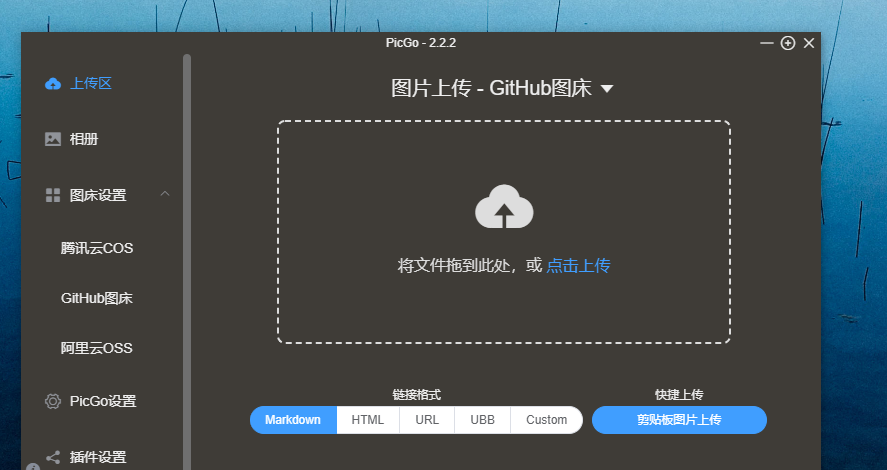 PicGo - 2.2.2
上传区
相册
图床设置
腾讯云COS
GitHub图床
阿里云OSS
PicGo设置
插件设置
图片上传 - GitHub图床
将文件拖到此处，或 点击上传
链接格式
Markdown HTML URL UBB Custom
快捷上传
剪贴板图片上传